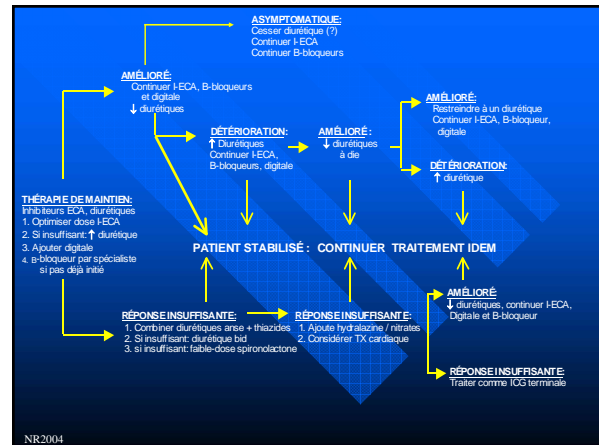 ASYMPTOMATIQUE:
Cesser diurétique (?)
Continuer I-ECA
Continuer B-bloqueurs
AMÉLIORÉ:
Continuer I-ECA, B-bloqueurs
et digitale
↓ diurétiques
DÉTÉRIORATION:
↑ Diurétiques
Continuer I-ECA,
B-bloqueurs, digitale
AMÉLIORÉ :
↓ diurétiques
à die
AMÉLIORÉ:
Restreindre à un diurétique
Continuer I-ECA, B-bloqueur,
digitale
DÉTÉRIORATION:
↑ diurétique
THÉRAPIE DE MAINTIEN:
Inhibiteurs ECA, diurétiques
1. Optimiser dose I-ECA
2. Si insuffisant: ↑ diurétique
3. Ajouter digitale
4. B-bloqueur par spécialiste
si pas déjà initié
PATIENT STABILISÉ : CONTINUER TRAITEMENT IDEM
RÉPONSE INSUFFISANTE:
1. Combiner diurétiques anse + thiazides
2. Si insuffisant: diurétique bid
3. si insuffisant: faible-dose spironolactone
RÉPONSE INSUFFISANTE:
1. Ajoute hydralazine / nitrates
2. Considérer TX cardiaque
AMÉLIORÉ:
↓ diurétiques, continuer I-ECA,
Digitale et B-bloqueur
RÉPONSE INSUFFISANTE:
Traiter comme ICG terminale
NR2004